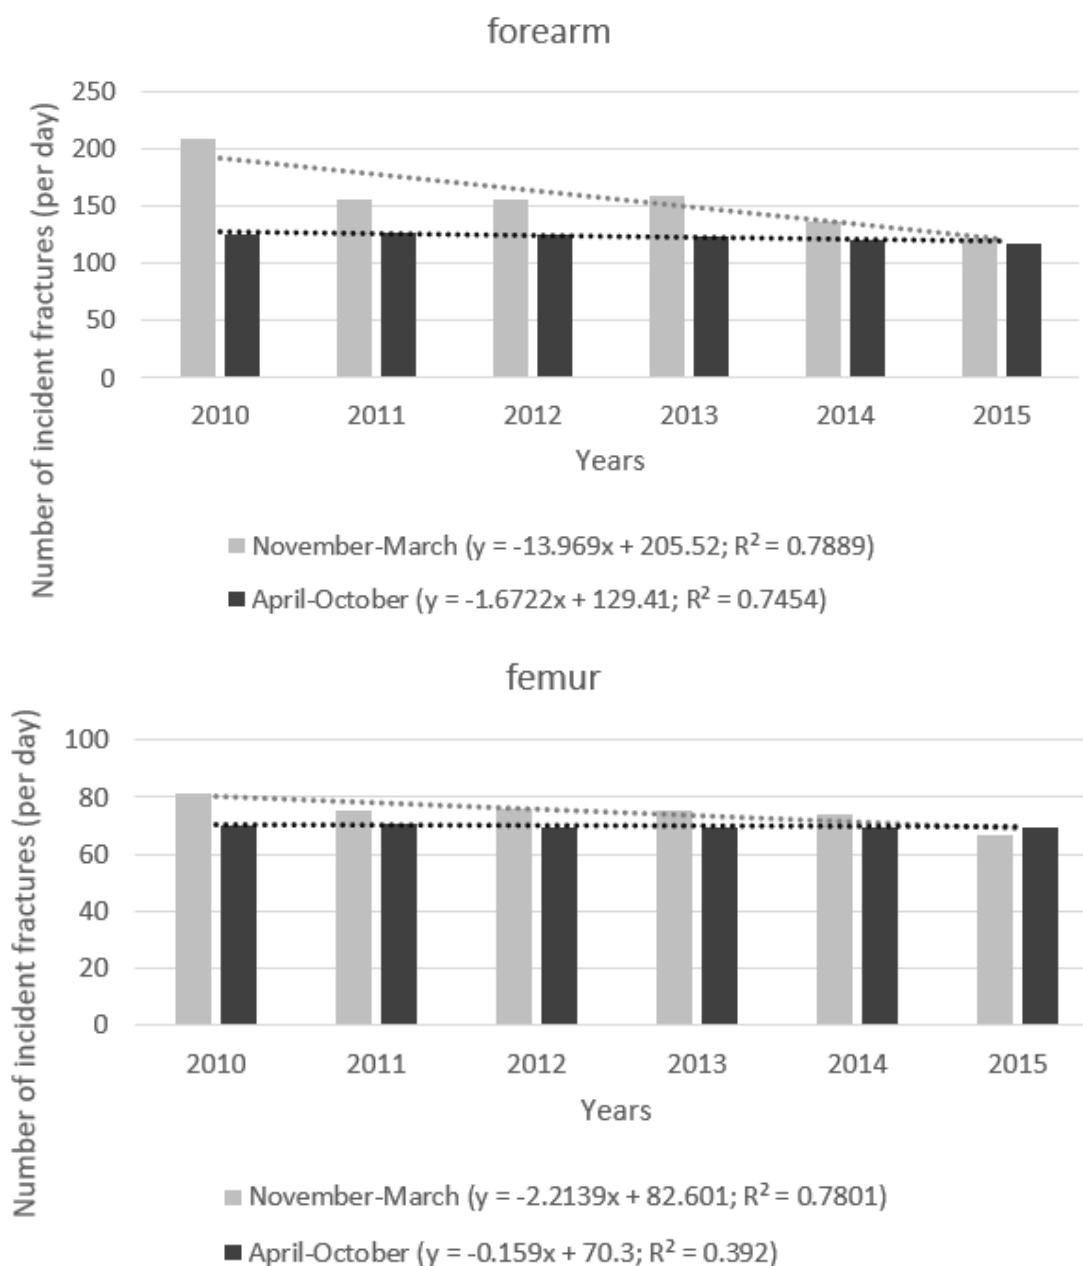 forearm
Number of incident fractures (per day)
250
200
150
100
50
0
2010 2011 2012 2013 2014 2015
Years
November-March (y = -13.969x + 205.52; R² = 0.7889)
April-October (y = -1.6722x + 129.41; R² = 0.7454)
femur
Number of incident fractures (per day)
100
80
60
40
20
0
2010 2011 2012 2013 2014 2015
Years
November-March (y = -2.2139x + 82.601; R² = 0.7801)
April-October (y = -0.159x + 70.3; R² = 0.392)